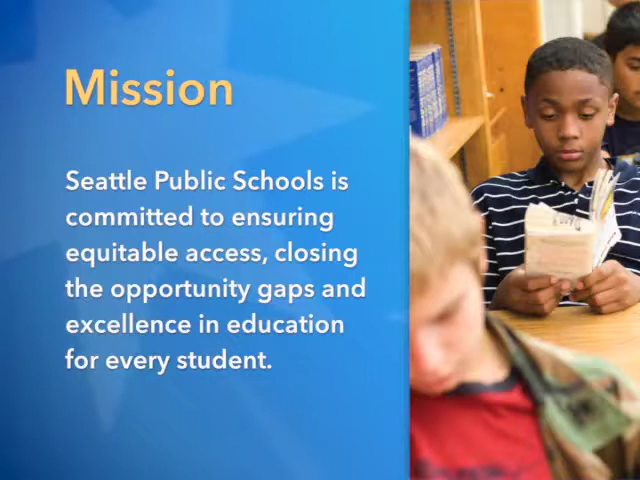 Mission
Seattle Public Schools is
committed to ensuring
equitable access, closing
the opportunity gaps and
excellence in education
for every student.